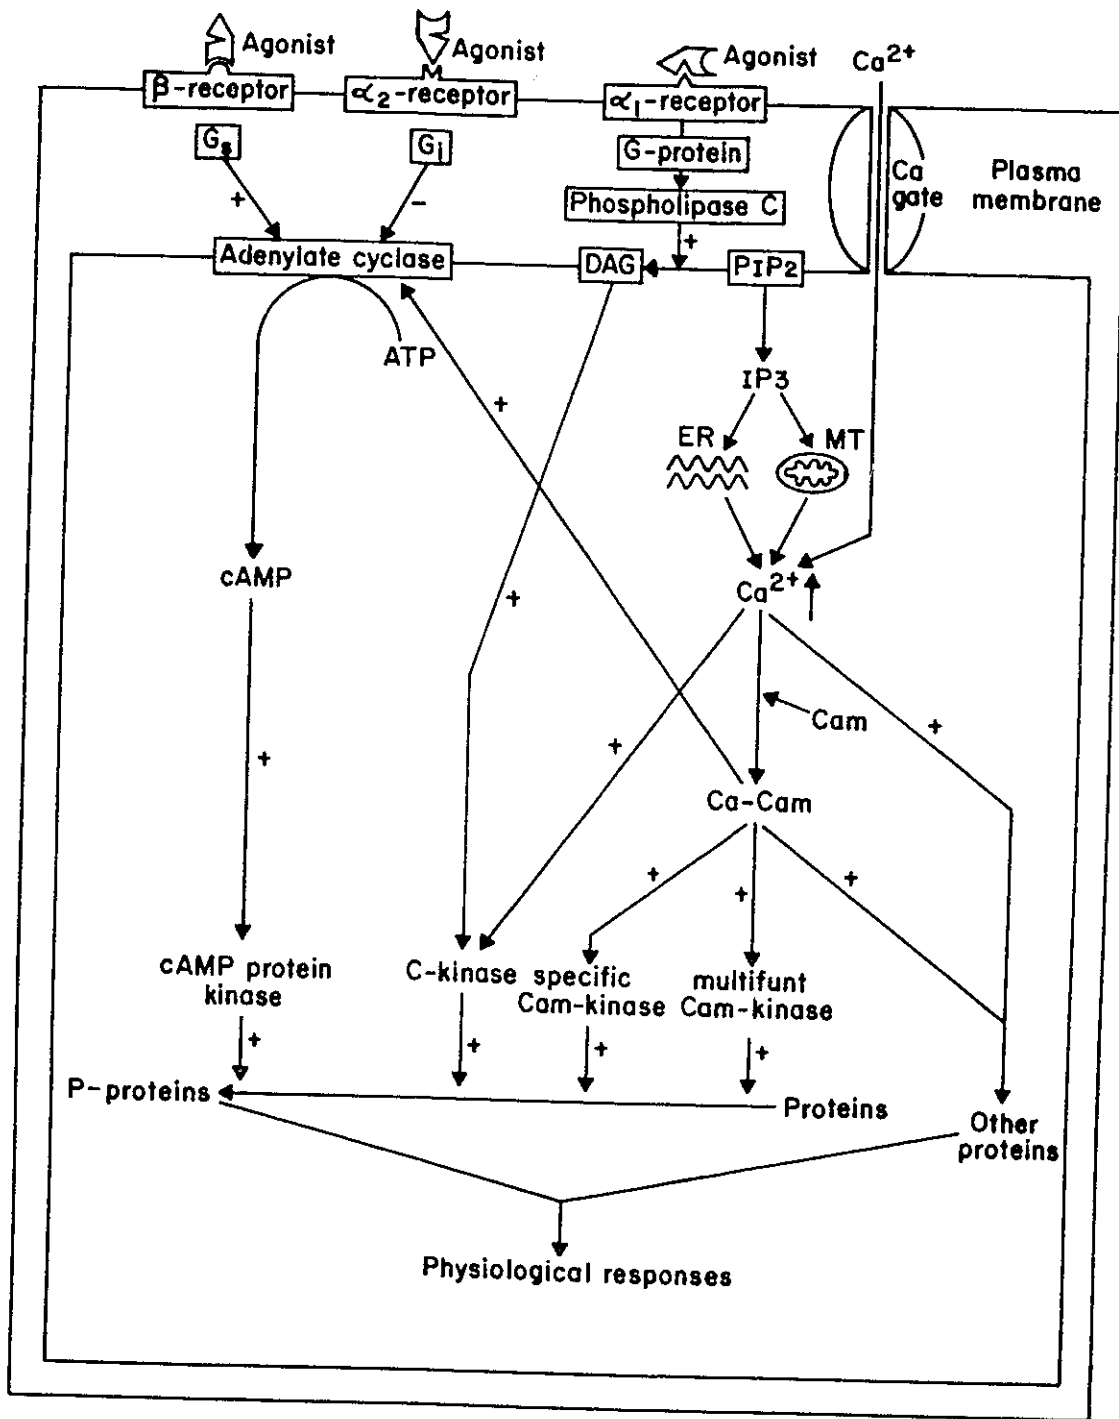 Agonist
Agonist
Agonist
Ca²⁺
β-receptor
α₂-receptor
α₁-receptor
Gs
Gi
G-protein
Ca
gate
Plasma
membrane
+
−
Phospholipase C
+
Adenylate cyclase
DAG
PIP2
ATP
IP3
+
ER
MT
cAMP
Ca²⁺
+
Cam
+
+
+
Ca-Cam
+
+
+
cAMP protein
kinase
C-kinase
specific
Cam-kinase
multifunt
Cam-kinase
+
+
+
+
P-proteins
Proteins
Other
proteins
Physiological responses